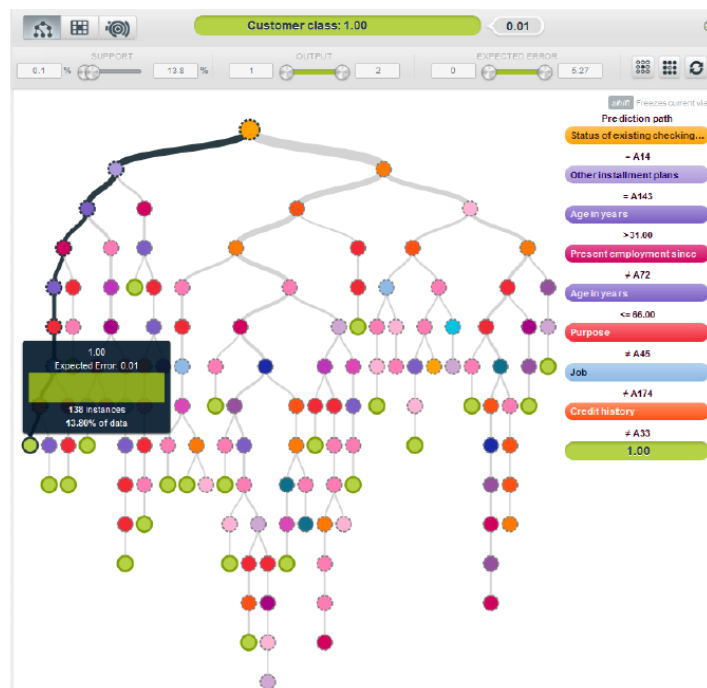 Customer class: 1.00
0.01
SUPPORT
OUTPUT
EXPECTED ERROR
0.1 % 13.8 %
1 2
0 5.27
shift Freezes current vie
Prediction path
Status of existing checking...
= A14
Other installment plans
= A143
Age in years
> 31.00
Present employment since
≠ A72
Age in years
<= 66.00
Purpose
≠ A45
Job
≠ A174
Credit history
≠ A33
1.00
1.00
Expected Error: 0.01
138 instances
13.80% of data